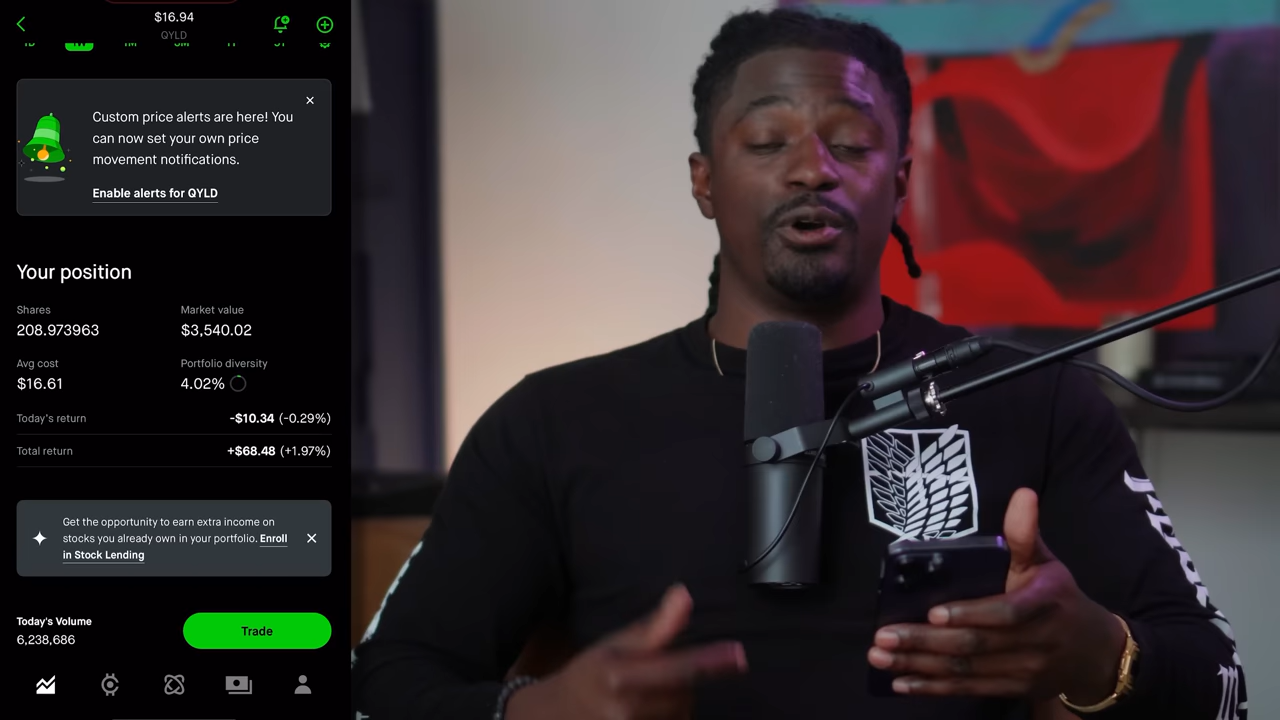 $16.94
QYLD
Custom price alerts are here! You
can now set your own price
movement notifications.
Enable alerts for QYLD
Your position
Shares
Market value
208.973963
$3,540.02
Avg cost
Portfolio diversity
$16.61
4.02%
Today's return
-$10.34 (-0.29%)
Total return
+$68.48 (+1.97%)
Get the opportunity to earn extra income on
stocks you already own in your portfolio. Enroll
in Stock Lending
Today's Volume
6,238,686
Trade